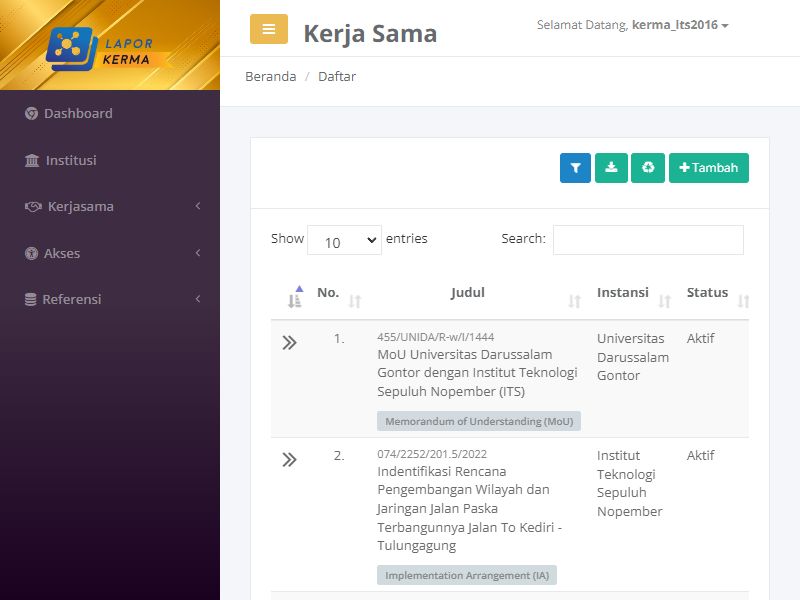 LAPOR
KERMA
Kerja Sama
Selamat Datang, kerma_its2016
Beranda / Daftar
Dashboard
Institusi
Kerjasama
Akses
Referensi
Tambah
Show 10 entries
Search:
No. Judul Instansi Status
1. 455/UNIDA/R-w/I/1444
MoU Universitas Darussalam
Gontor dengan Institut Teknologi
Sepuluh Nopember (ITS)
Memorandum of Understanding (MoU)
Universitas
Darussalam
Gontor
Aktif
2. 074/2252/201.5/2022
Indentifikasi Rencana
Pengembangan Wilayah dan
Jaringan Jalan Paska
Terbangunnya Jalan To Kediri -
Tulungagung
Implementation Arrangement (IA)
Institut
Teknologi
Sepuluh
Nopember
Aktif